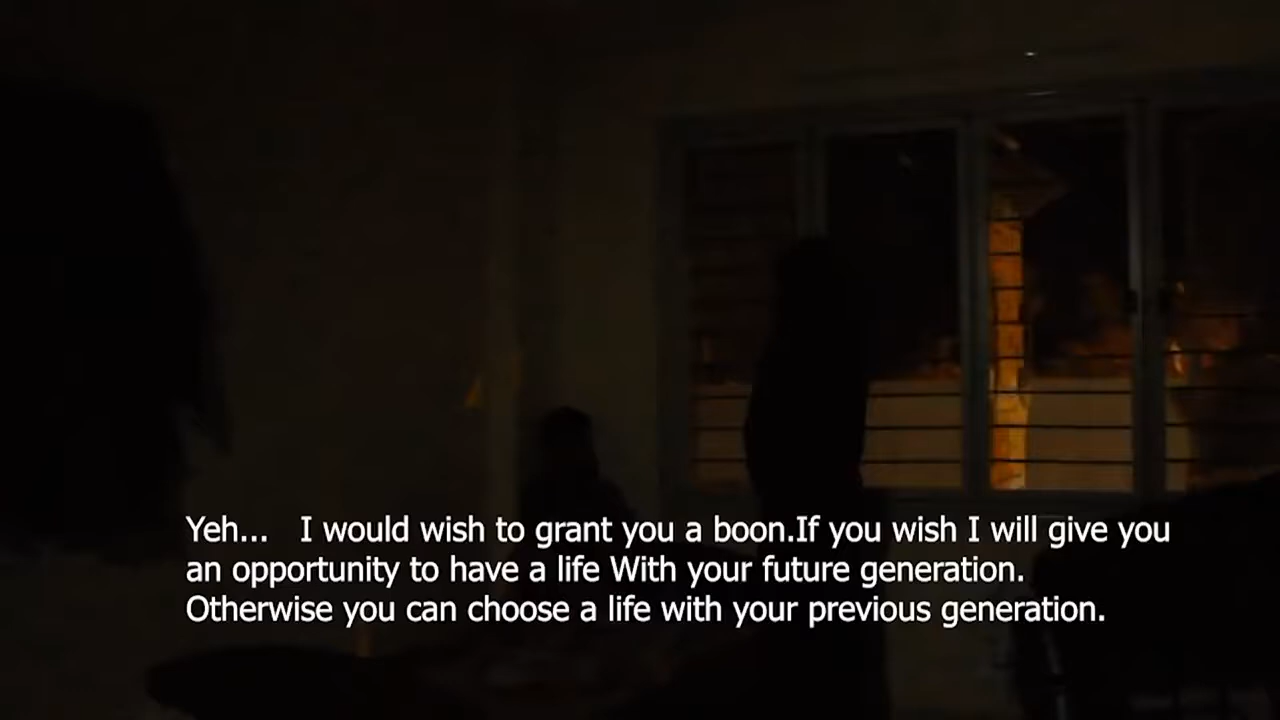 Yeh... I would wish to grant you a boon.If you wish I will give you
an opportunity to have a life With your future generation.
Otherwise you can choose a life with your previous generation.